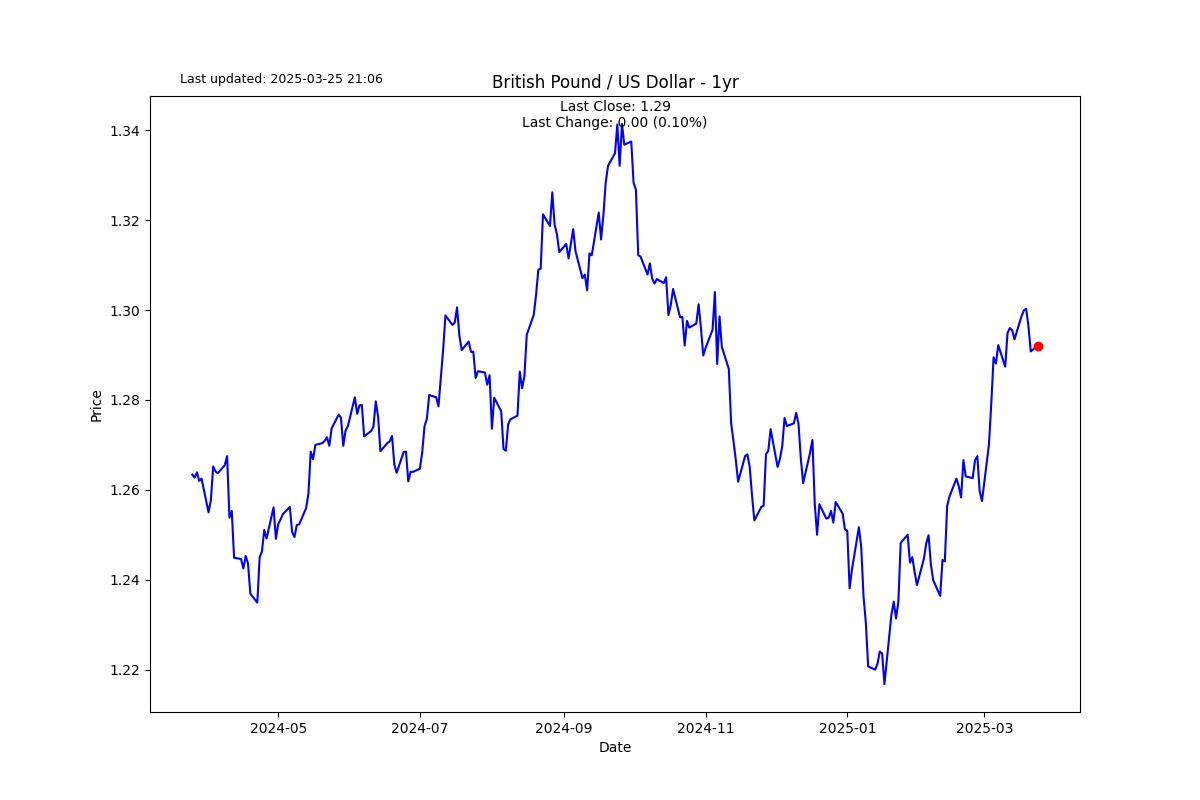 Last updated: 2025-03-25 21:06
British Pound / US Dollar - 1yr
Last Close: 1.29
Last Change: 0.00 (0.10%)
1.34
1.32
1.30
1.28
1.26
1.24
1.22
Price
2024-05
2024-07
2024-09
2024-11
2025-01
2025-03
Date